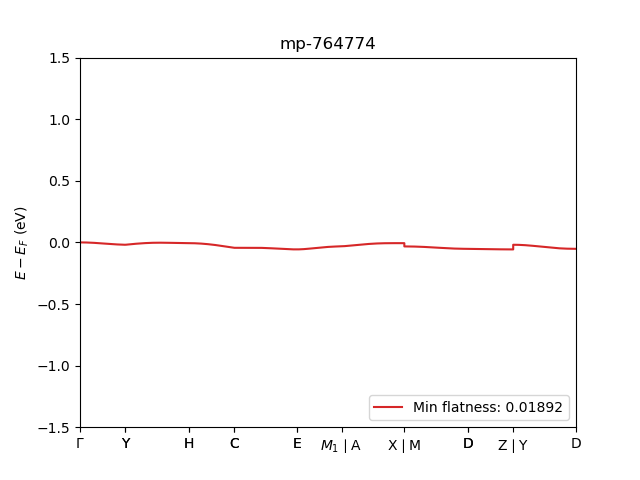 mp-764774
E − E_F (eV)
1.5
1.0
0.5
0.0
−0.5
−1.0
−1.5
Min flatness: 0.01892
Γ Y H C E M_1 | A X | M D Z | Y D